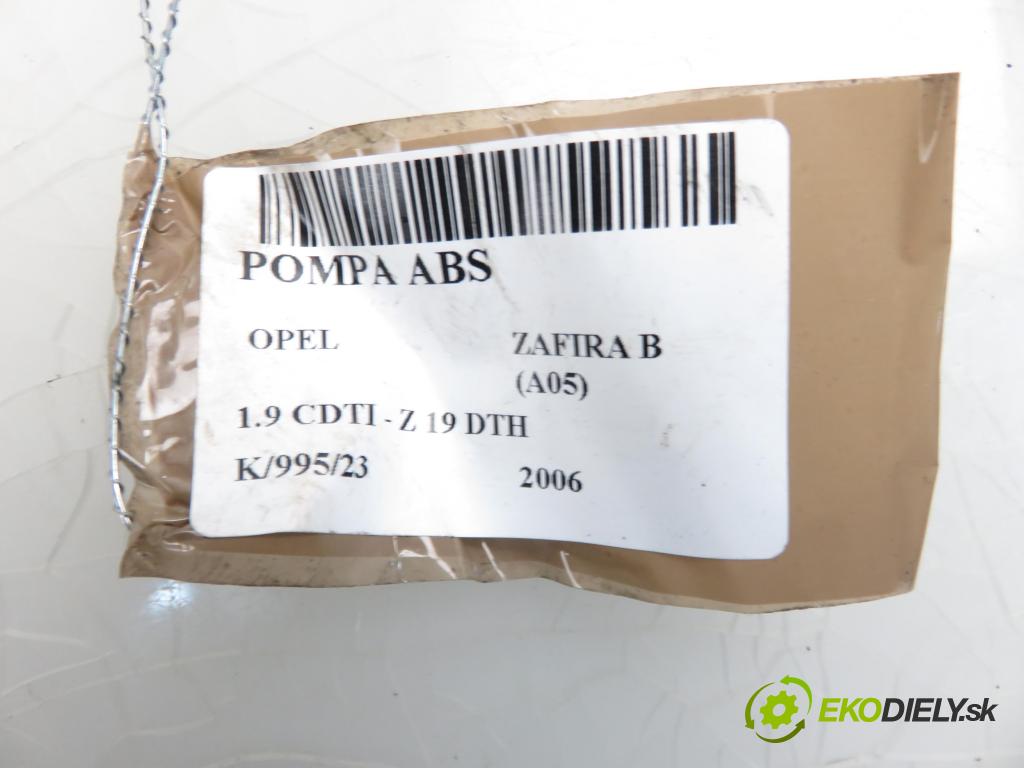 POMPA ABS
OPEL ZAFIRA B
(A05)
1.9 CDTI - Z 19 DTH
K/995/23 2006
EKODIELY.sk